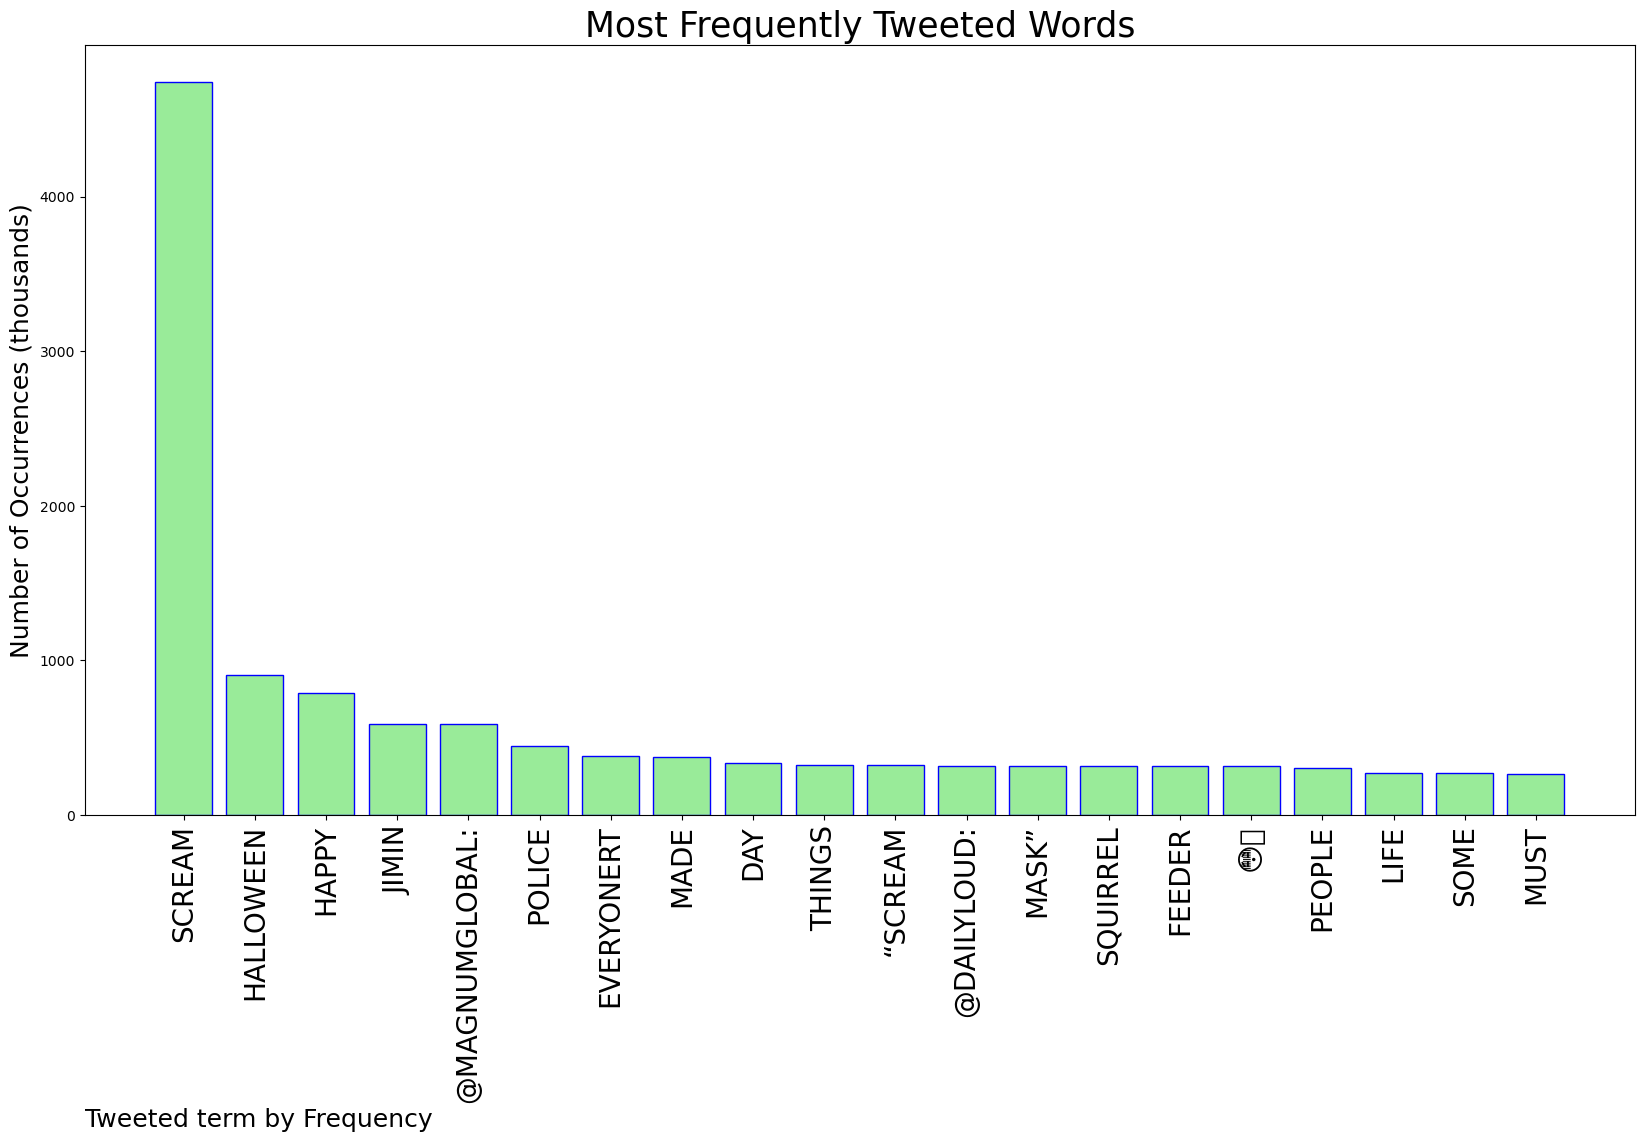 Most Frequently Tweeted Words
Number of Occurrences (thousands)
4000
3000
2000
1000
0
SCREAM
HALLOWEEN
HAPPY
JIMIN
@MAGNUMGLOBAL:
POLICE
EVERYONERT
MADE
DAY
THINGS
“SCREAM
@DAILYLOUD:
MASK”
SQUIRREL
FEEDER
PEOPLE
LIFE
SOME
MUST
Tweeted term by Frequency